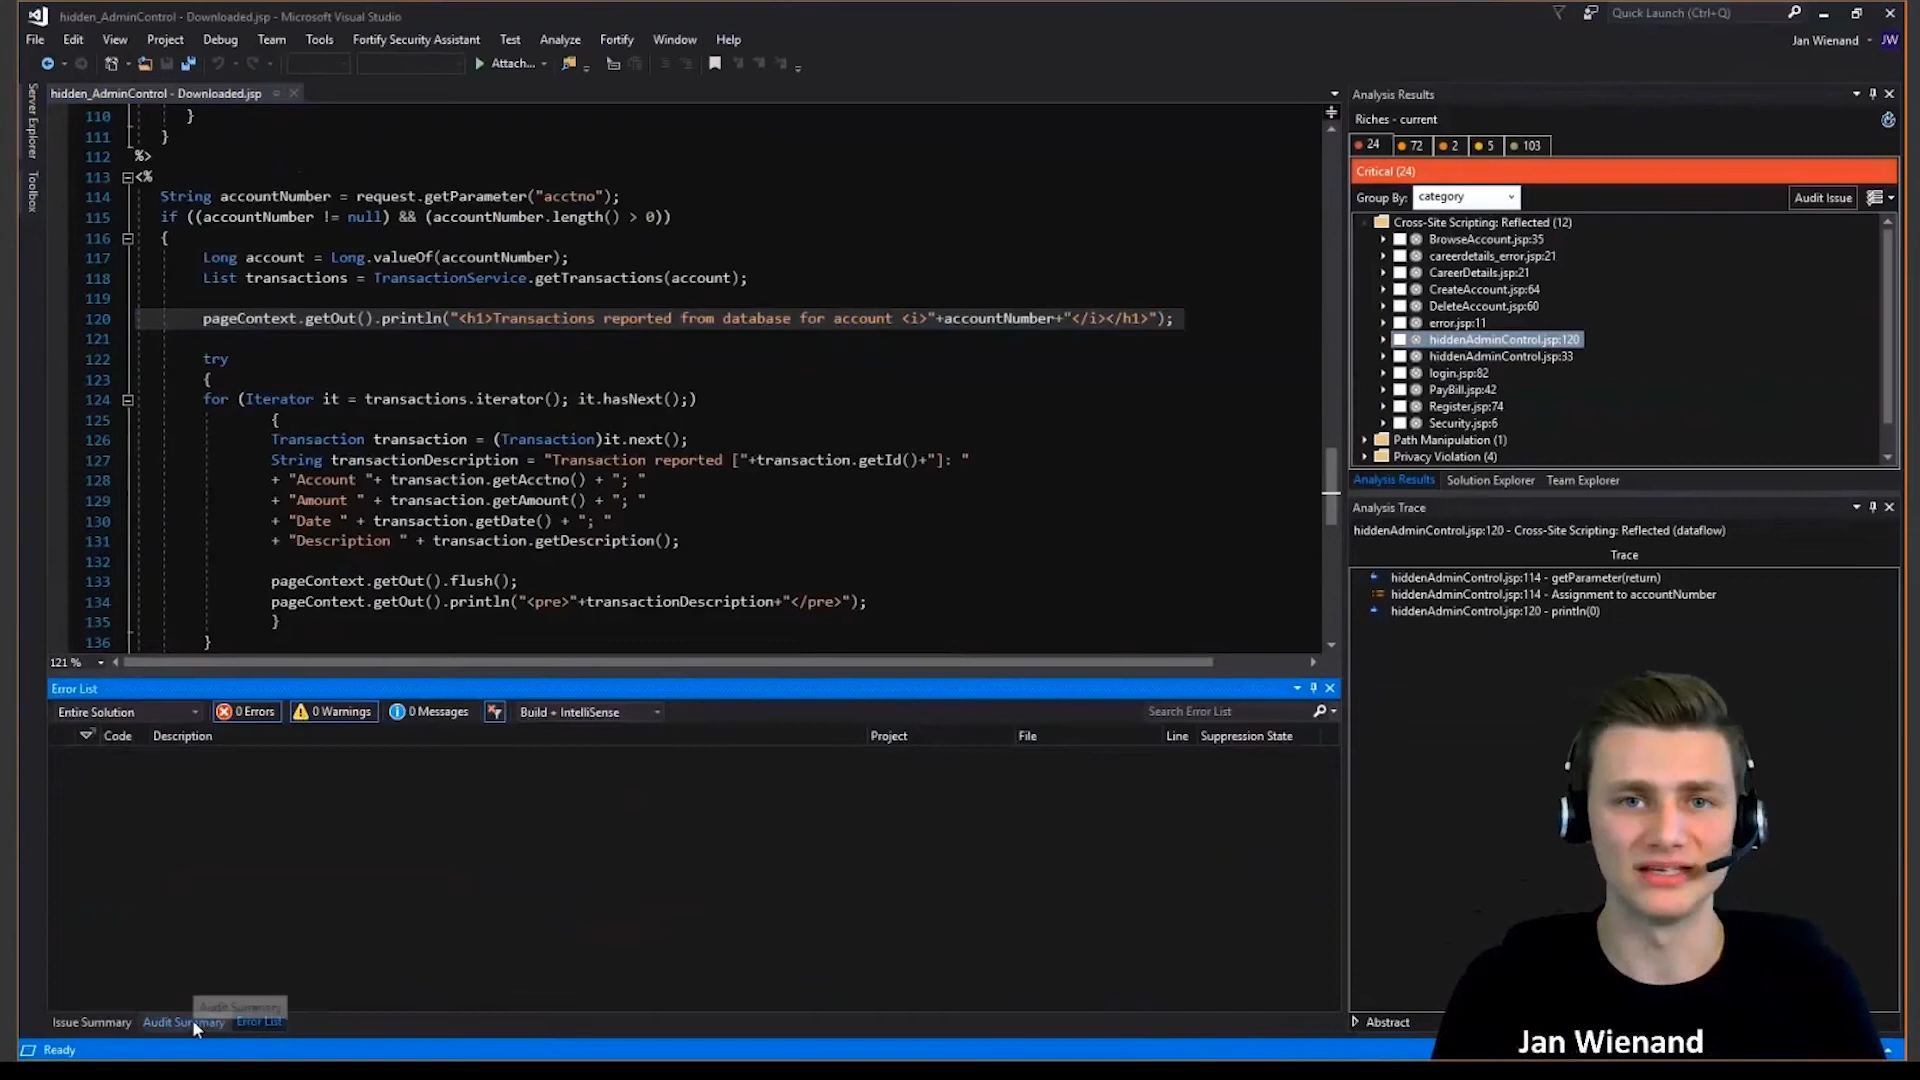 hidden_AdminControl - Downloaded.jsp - Microsoft Visual Studio
Quick Launch (Ctrl+Q)
File Edit View Project Debug Team Tools Fortify Security Assistant Test Analyze Fortify Window Help
Jan Wienand JW
Attach...
Server Explorer
Toolbox
hidden_AdminControl - Downloaded.jsp
110 }
111 }
112 %>
113 <%
114 String accountNumber = request.getParameter("acctno");
115 if ((accountNumber != null) && (accountNumber.length() > 0))
116 {
117 Long account = Long.valueOf(accountNumber);
118 List transactions = TransactionService.getTransactions(account);
119
120 pageContext.getOut().println("<h1>Transactions reported from database for account <i>"+accountNumber+"</i></h1>");
121
122 try
123 {
124 for (Iterator it = transactions.iterator(); it.hasNext();)
125 {
126 Transaction transaction = (Transaction)it.next();
127 String transactionDescription = "Transaction reported ["+transaction.getId()+"]: "
128 + "Account "+ transaction.getAcctno() + "; "
129 + "Amount " + transaction.getAmount() + "; "
130 + "Date " + transaction.getDate() + "; "
131 + "Description " + transaction.getDescription();
132
133 pageContext.getOut().flush();
134 pageContext.getOut().println("<pre>"+transactionDescription+"</pre>");
135 }
136 }
121 %
Error List
Entire Solution 0 Errors 0 Warnings 0 Messages Build + IntelliSense Search Error List
Code Description Project File Line Suppression State
Audit Summary
Issue Summary Audit Summary Error List
Ready
Analysis Results
Riches - current
24 72 2 5 103
Critical (24)
Group By: category Audit Issue
Cross-Site Scripting: Reflected (12)
BrowseAccount.jsp:35
careerdetails_error.jsp:21
CareerDetails.jsp:21
CreateAccount.jsp:64
DeleteAccount.jsp:60
error.jsp:11
hiddenAdminControl.jsp:120
hiddenAdminControl.jsp:33
login.jsp:82
PayBill.jsp:42
Register.jsp:74
Security.jsp:6
Path Manipulation (1)
Privacy Violation (4)
Analysis Results Solution Explorer Team Explorer
Analysis Trace
hiddenAdminControl.jsp:120 - Cross-Site Scripting: Reflected (dataflow)
Trace
hiddenAdminControl.jsp:114 - getParameter(return)
hiddenAdminControl.jsp:114 - Assignment to accountNumber
hiddenAdminControl.jsp:120 - println(0)
Abstract
Jan Wienand